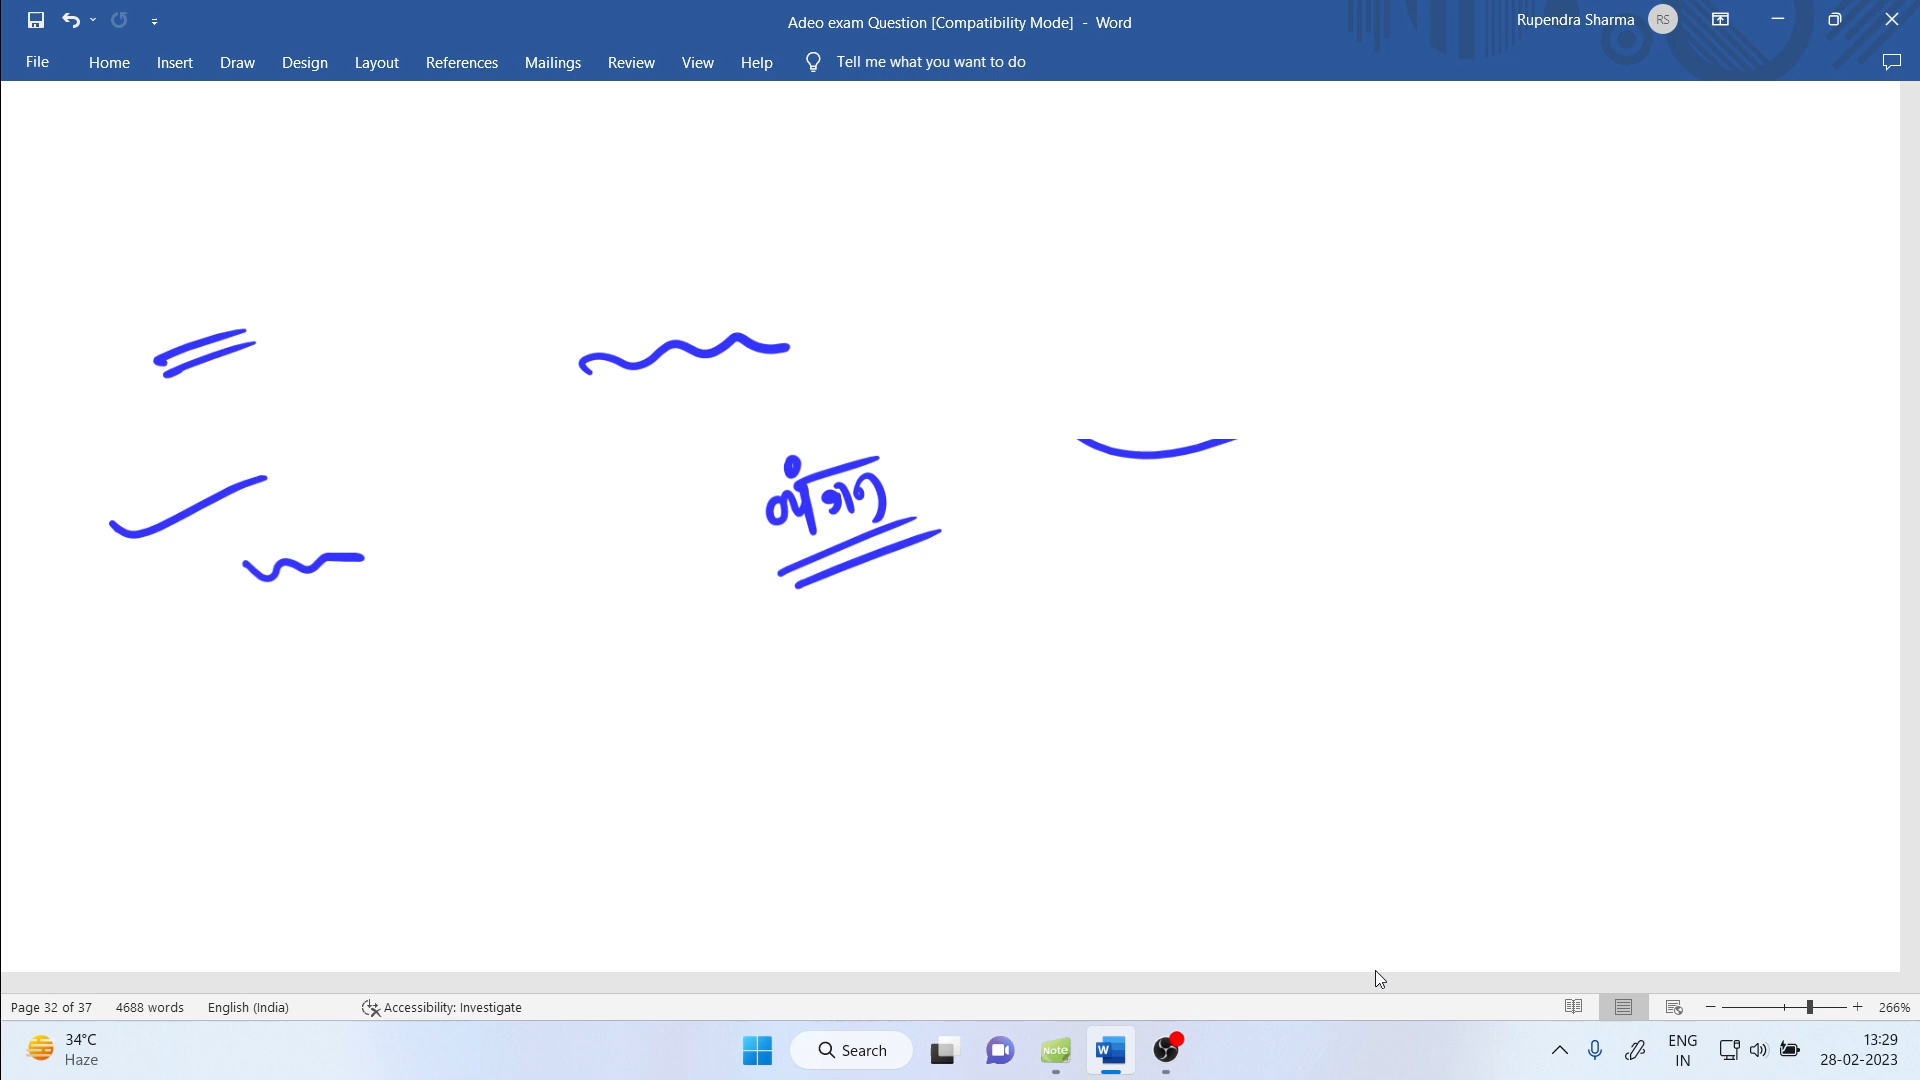 Adeo exam Question [Compatibility Mode] - Word
Rupendra Sharma RS
File Home Insert Draw Design Layout References Mailings Review View Help Tell me what you want to do
Page 32 of 37 4688 words English (India) Accessibility: Investigate 266%
34°C
Haze
Search
Note
W
ENG
IN
13:29
28-02-2023